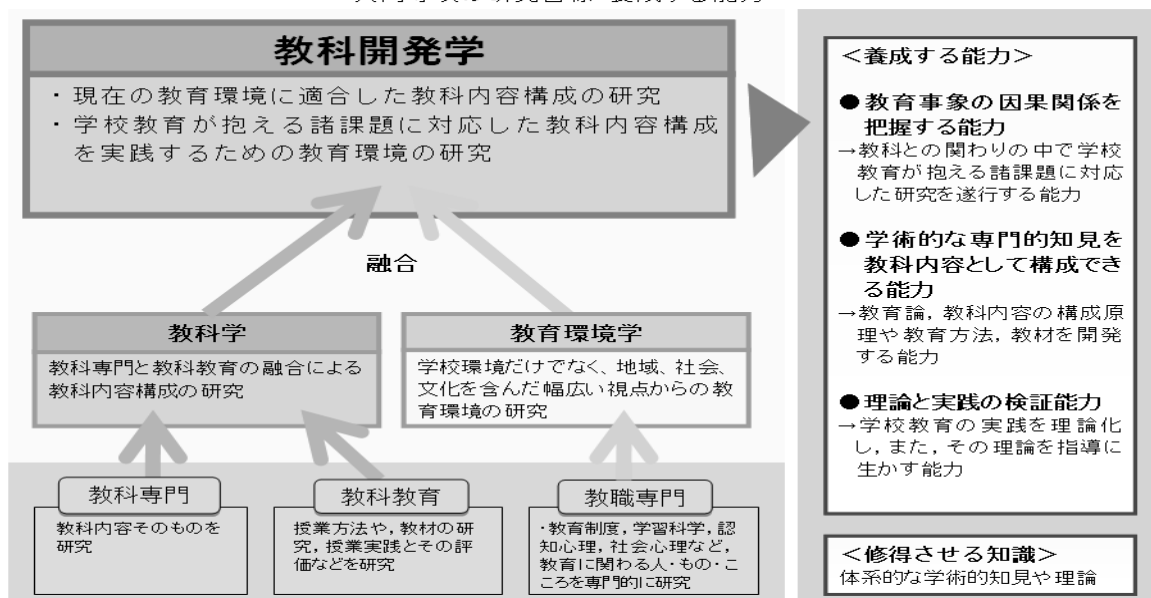 教科開発学
・現在の教育環境に適合した教科内容構成の研究
・学校教育が抱える諸課題に対応した教科内容構成
を実践するための教育環境の研究
融合
教科学
教科専門と教科教育の融合による
教科内容構成の研究
教育環境学
学校環境だけでなく、地域、社会、
文化を含んだ幅広い視点からの教
育環境の研究
教科専門
教科内容そのものを
研究
教科教育
授業方法や，教材の研
究，授業実践とその評
価などを研究
教職専門
・教育制度，学習科学，認
知心理，社会心理など，
教育に関わる人・もの・こ
ころを専門的に研究
＜養成する能力＞
●教育事象の因果関係を
把握する能力
→教科との関わりの中で学校
教育が抱える諸課題に対応
した研究を遂行する能力
●学術的な専門的知見を
教科内容として構成でき
る能力
→教育論，教科内容の構成原
理や教育方法，教材を開発
する能力
●理論と実践の検証能力
→学校教育の実践を理論化
し，また，その理論を指導に
生かす能力
＜修得させる知識＞
体系的な学術的知見や理論